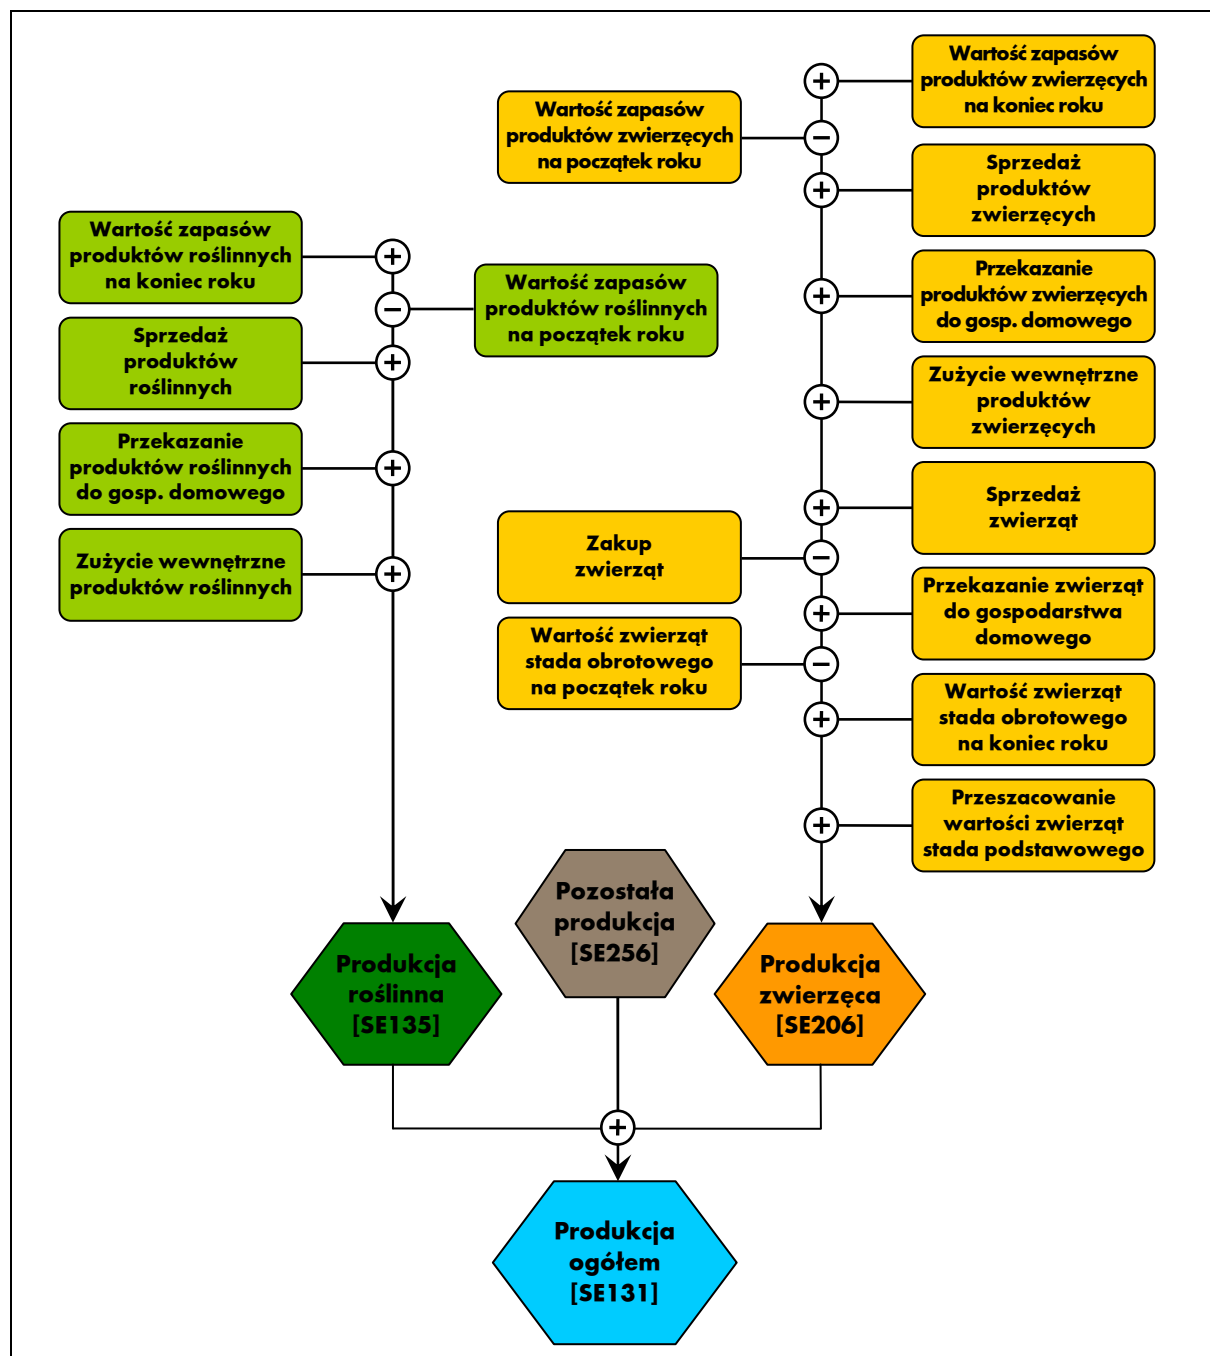 Wartość zapasów
produktów zwierzęcych
na koniec roku
Wartość zapasów
produktów zwierzęcych
na początek roku
Sprzedaż
produktów
zwierzęcych
Wartość zapasów
produktów roślinnych
na koniec roku
Przekazanie
produktów zwierzęcych
do gosp. domowego
Wartość zapasów
produktów roślinnych
na początek roku
Sprzedaż
produktów
roślinnych
Zużycie wewnętrzne
produktów
zwierzęcych
Przekazanie
produktów roślinnych
do gosp. domowego
Sprzedaż
zwierząt
Zakup
zwierząt
Zużycie wewnętrzne
produktów roślinnych
Przekazanie zwierząt
do gospodarstwa
domowego
Wartość zwierząt
stada obrotowego
na początek roku
Wartość zwierząt
stada obrotowego
na koniec roku
Przeszacowanie
wartości zwierząt
stada podstawowego
Pozostała
produkcja
[SE256]
Produkcja
roślinna
[SE135]
Produkcja
zwierzęca
[SE206]
Produkcja
ogółem
[SE131]